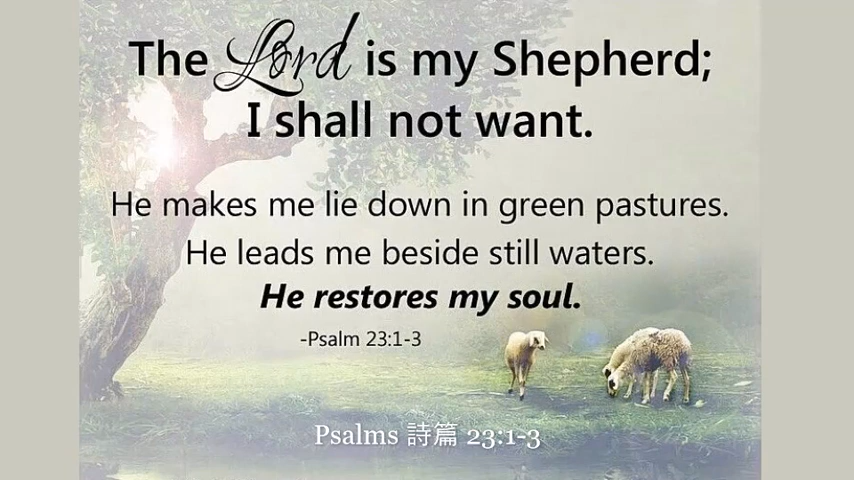 The Lord is my Shepherd;
I shall not want.
He makes me lie down in green pastures.
He leads me beside still waters.
He restores my soul.
-Psalm 23:1-3
Psalms 詩篇 23:1-3